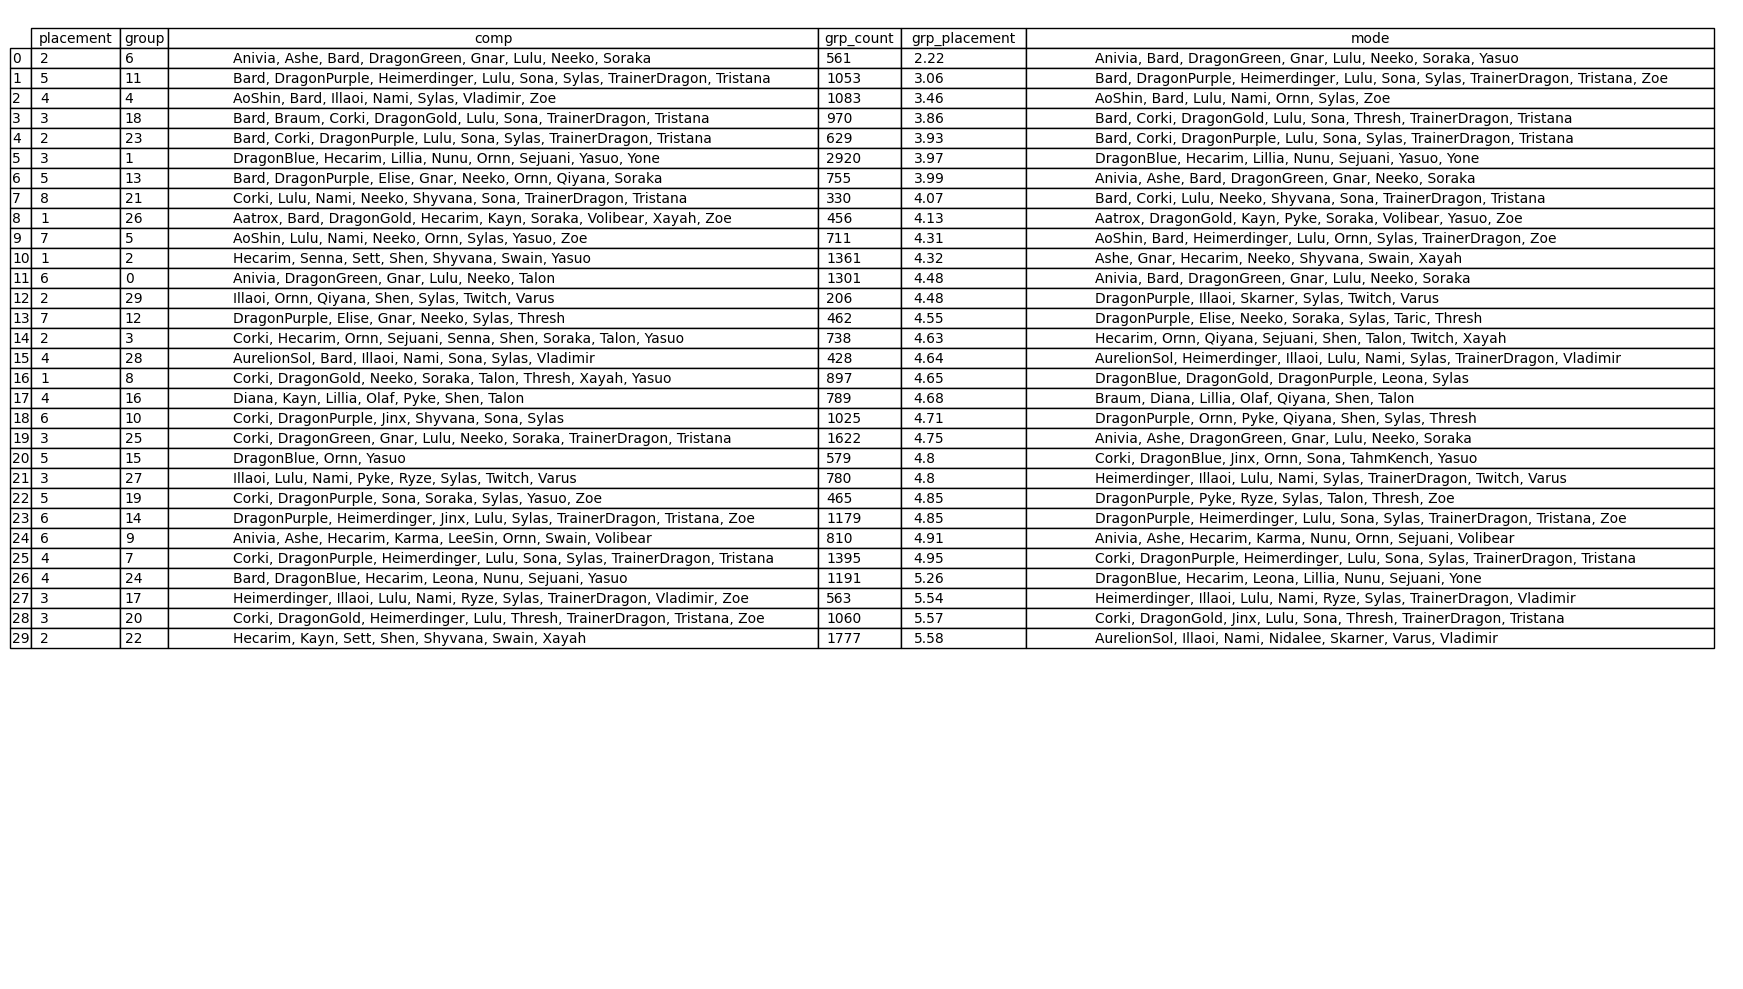 placement group comp grp_count grp_placement mode
0 2 6 Anivia, Ashe, Bard, DragonGreen, Gnar, Lulu, Neeko, Soraka 561 2.22 Anivia, Bard, DragonGreen, Gnar, Lulu, Neeko, Soraka, Yasuo
1 5 11 Bard, DragonPurple, Heimerdinger, Lulu, Sona, Sylas, TrainerDragon, Tristana 1053 3.06 Bard, DragonPurple, Heimerdinger, Lulu, Sona, Sylas, TrainerDragon, Tristana, Zoe
2 4 4 AoShin, Bard, Illaoi, Nami, Sylas, Vladimir, Zoe 1083 3.46 AoShin, Bard, Lulu, Nami, Ornn, Sylas, Zoe
3 3 18 Bard, Braum, Corki, DragonGold, Lulu, Sona, TrainerDragon, Tristana 970 3.86 Bard, Corki, DragonGold, Lulu, Sona, Thresh, TrainerDragon, Tristana
4 2 23 Bard, Corki, DragonPurple, Lulu, Sona, Sylas, TrainerDragon, Tristana 629 3.93 Bard, Corki, DragonPurple, Lulu, Sona, Sylas, TrainerDragon, Tristana
5 3 1 DragonBlue, Hecarim, Lillia, Nunu, Ornn, Sejuani, Yasuo, Yone 2920 3.97 DragonBlue, Hecarim, Lillia, Nunu, Sejuani, Yasuo, Yone
6 5 13 Bard, DragonPurple, Elise, Gnar, Neeko, Ornn, Qiyana, Soraka 755 3.99 Anivia, Ashe, Bard, DragonGreen, Gnar, Neeko, Soraka
7 8 21 Corki, Lulu, Nami, Neeko, Shyvana, Sona, TrainerDragon, Tristana 330 4.07 Bard, Corki, Lulu, Neeko, Shyvana, Sona, TrainerDragon, Tristana
8 1 26 Aatrox, Bard, DragonGold, Hecarim, Kayn, Soraka, Volibear, Xayah, Zoe 456 4.13 Aatrox, DragonGold, Kayn, Pyke, Soraka, Volibear, Yasuo, Zoe
9 7 5 AoShin, Lulu, Nami, Neeko, Ornn, Sylas, Yasuo, Zoe 711 4.31 AoShin, Bard, Heimerdinger, Lulu, Ornn, Sylas, TrainerDragon, Zoe
10 1 2 Hecarim, Senna, Sett, Shen, Shyvana, Swain, Yasuo 1361 4.32 Ashe, Gnar, Hecarim, Neeko, Shyvana, Swain, Xayah
11 6 0 Anivia, DragonGreen, Gnar, Lulu, Neeko, Talon 1301 4.48 Anivia, Bard, DragonGreen, Gnar, Lulu, Neeko, Soraka
12 2 29 Illaoi, Ornn, Qiyana, Shen, Sylas, Twitch, Varus 206 4.48 DragonPurple, Illaoi, Skarner, Sylas, Twitch, Varus
13 7 12 DragonPurple, Elise, Gnar, Neeko, Sylas, Thresh 462 4.55 DragonPurple, Elise, Neeko, Soraka, Sylas, Taric, Thresh
14 2 3 Corki, Hecarim, Ornn, Sejuani, Senna, Shen, Soraka, Talon, Yasuo 738 4.63 Hecarim, Ornn, Qiyana, Sejuani, Shen, Talon, Twitch, Xayah
15 4 28 AurelionSol, Bard, Illaoi, Nami, Sona, Sylas, Vladimir 428 4.64 AurelionSol, Heimerdinger, Illaoi, Lulu, Nami, Sylas, TrainerDragon, Vladimir
16 1 8 Corki, DragonGold, Neeko, Soraka, Talon, Thresh, Xayah, Yasuo 897 4.65 DragonBlue, DragonGold, DragonPurple, Leona, Sylas
17 4 16 Diana, Kayn, Lillia, Olaf, Pyke, Shen, Talon 789 4.68 Braum, Diana, Lillia, Olaf, Qiyana, Shen, Talon
18 6 10 Corki, DragonPurple, Jinx, Shyvana, Sona, Sylas 1025 4.71 DragonPurple, Ornn, Pyke, Qiyana, Shen, Sylas, Thresh
19 3 25 Corki, DragonGreen, Gnar, Lulu, Neeko, Soraka, TrainerDragon, Tristana 1622 4.75 Anivia, Ashe, DragonGreen, Gnar, Lulu, Neeko, Soraka
20 5 15 DragonBlue, Ornn, Yasuo 579 4.8 Corki, DragonBlue, Jinx, Ornn, Sona, TahmKench, Yasuo
21 3 27 Illaoi, Lulu, Nami, Pyke, Ryze, Sylas, Twitch, Varus 780 4.8 Heimerdinger, Illaoi, Lulu, Nami, Sylas, TrainerDragon, Twitch, Varus
22 5 19 Corki, DragonPurple, Sona, Soraka, Sylas, Yasuo, Zoe 465 4.85 DragonPurple, Pyke, Ryze, Sylas, Talon, Thresh, Zoe
23 6 14 DragonPurple, Heimerdinger, Jinx, Lulu, Sylas, TrainerDragon, Tristana, Zoe 1179 4.85 DragonPurple, Heimerdinger, Lulu, Sona, Sylas, TrainerDragon, Tristana, Zoe
24 6 9 Anivia, Ashe, Hecarim, Karma, LeeSin, Ornn, Swain, Volibear 810 4.91 Anivia, Ashe, Hecarim, Karma, Nunu, Ornn, Sejuani, Volibear
25 4 7 Corki, DragonPurple, Heimerdinger, Lulu, Sona, Sylas, TrainerDragon, Tristana 1395 4.95 Corki, DragonPurple, Heimerdinger, Lulu, Sona, Sylas, TrainerDragon, Tristana
26 4 24 Bard, DragonBlue, Hecarim, Leona, Nunu, Sejuani, Yasuo 1191 5.26 DragonBlue, Hecarim, Leona, Lillia, Nunu, Sejuani, Yone
27 3 17 Heimerdinger, Illaoi, Lulu, Nami, Ryze, Sylas, TrainerDragon, Vladimir, Zoe 563 5.54 Heimerdinger, Illaoi, Lulu, Nami, Ryze, Sylas, TrainerDragon, Vladimir
28 3 20 Corki, DragonGold, Heimerdinger, Lulu, Thresh, TrainerDragon, Tristana, Zoe 1060 5.57 Corki, DragonGold, Jinx, Lulu, Sona, Thresh, TrainerDragon, Tristana
29 2 22 Hecarim, Kayn, Sett, Shen, Shyvana, Swain, Xayah 1777 5.58 AurelionSol, Illaoi, Nami, Nidalee, Skarner, Varus, Vladimir